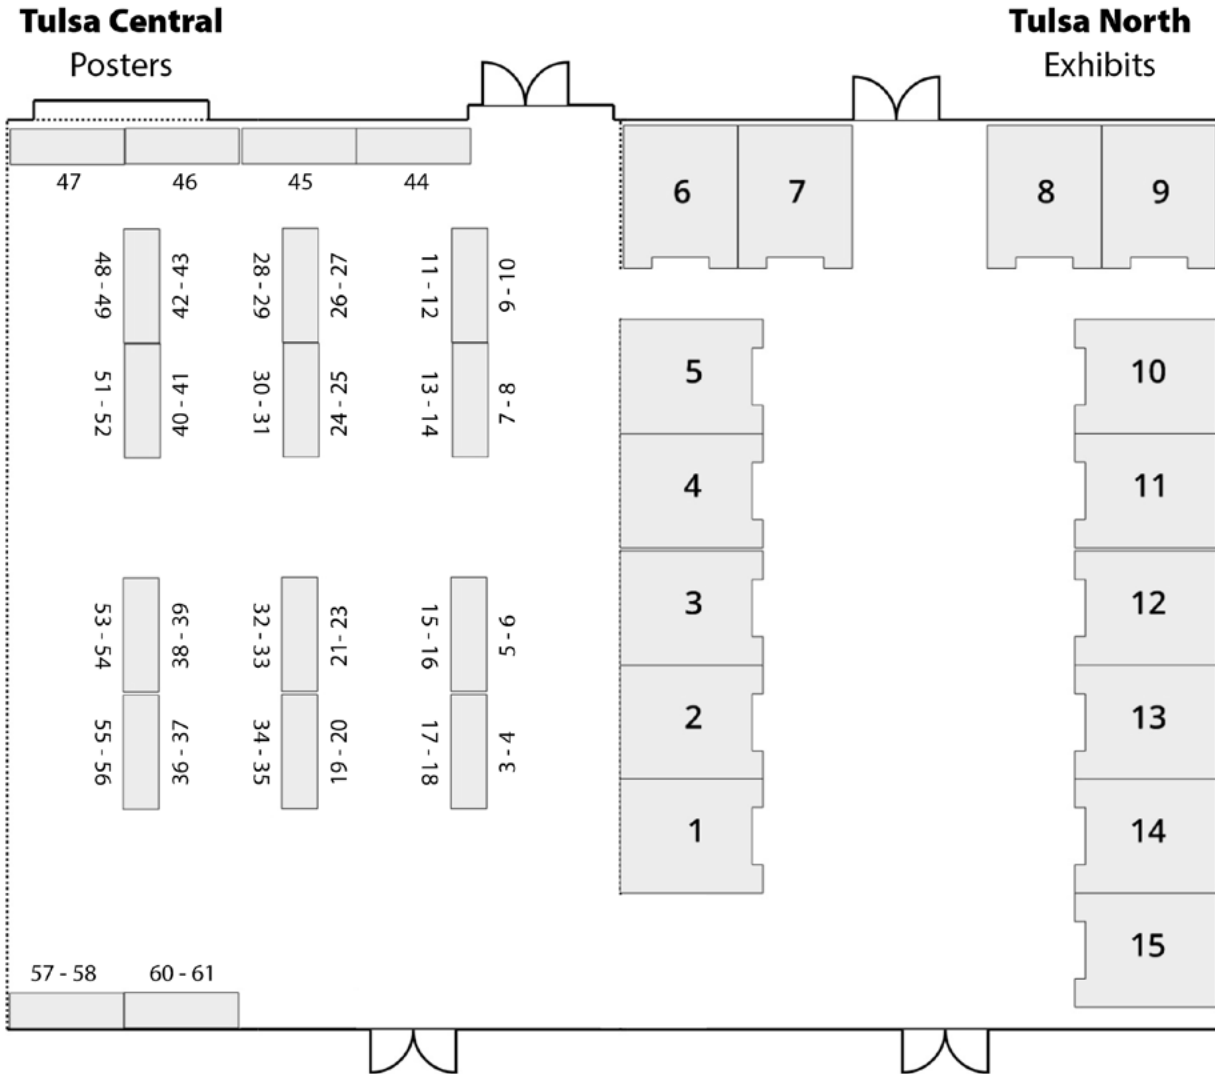 Tulsa Central
Posters
Tulsa North
Exhibits
47
46
45
44
6
7
8
9
48 - 49
42 - 43
28 - 29
26 - 27
11 - 12
9 - 10
51 - 52
40 - 41
30 - 31
24 - 25
13 - 14
7 - 8
5
10
4
11
53 - 54
38 - 39
32 - 33
21 - 23
15 - 16
5 - 6
3
12
55 - 56
36 - 37
34 - 35
19 - 20
17 - 18
3 - 4
2
13
1
14
15
57 - 58
60 - 61